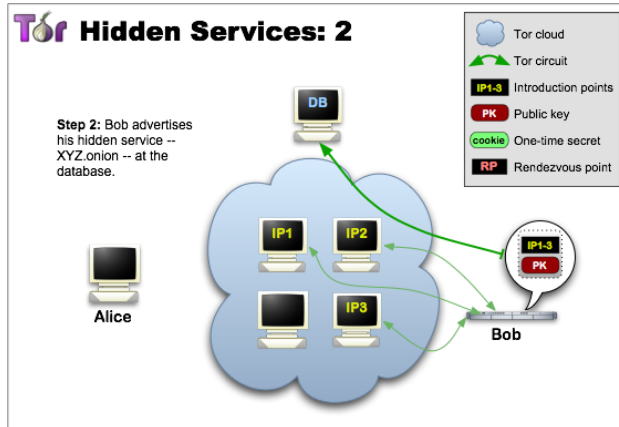 Tor Hidden Services: 2
Tor cloud
Tor circuit
IP1-3 Introduction points
PK Public key
cookie One-time secret
RP Rendezvous point
DB
Step 2: Bob advertises
his hidden service --
XYZ.onion -- at the
database.
IP1 IP2
IP1-3
PK
IP3
Alice
Bob